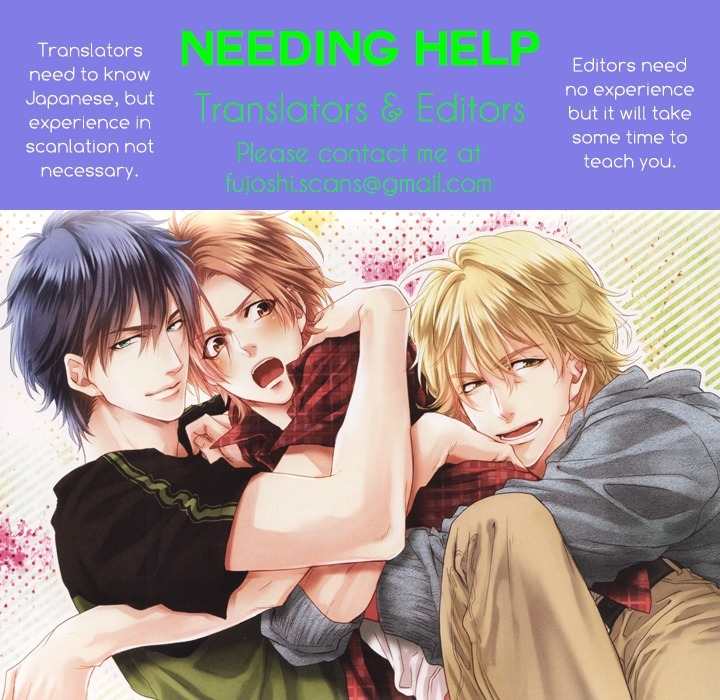 Translators
need to know
Japanese, but
experience in
scanlation not
necessary.
NEEDING HELP
Translators & Editors
Please contact me at
fujoshi.scans@gmail.com
Editors need
no experience
but it will take
some time to
teach you.